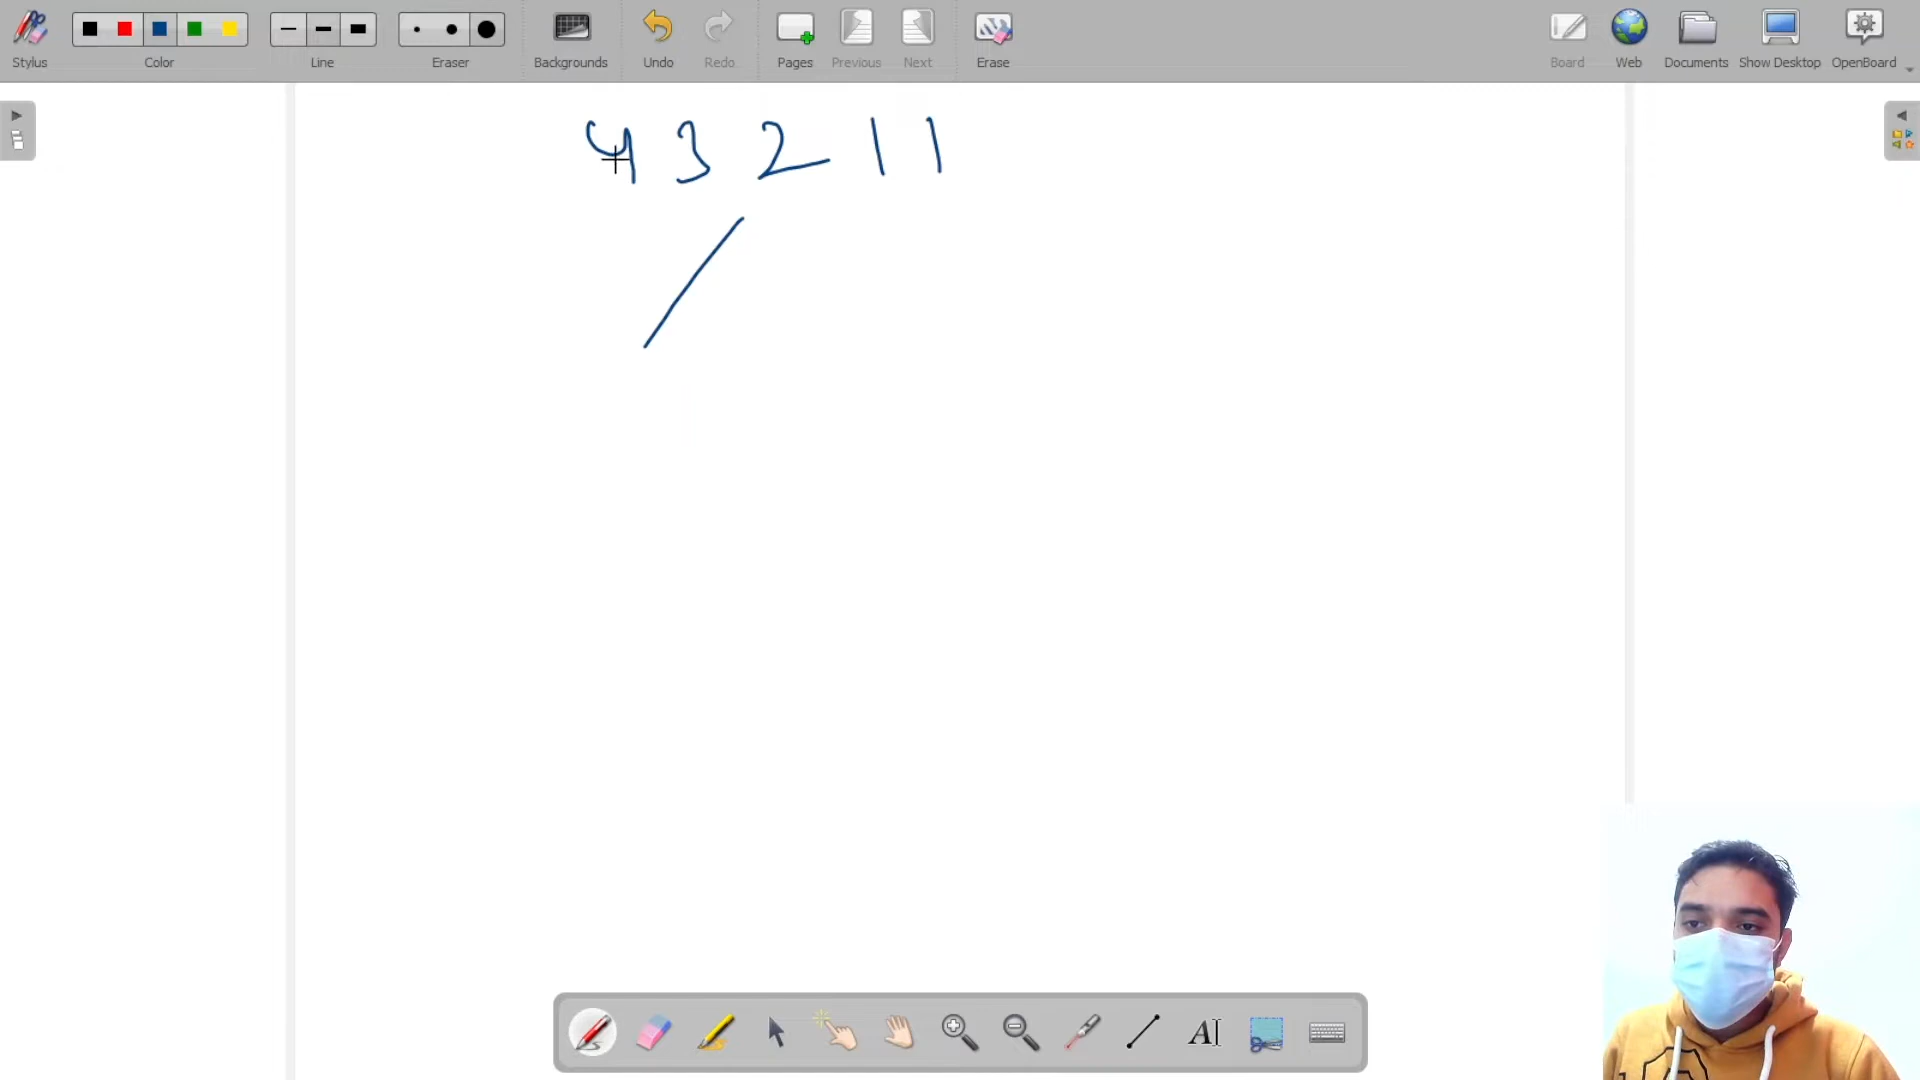 Stylus
Color
Line
Eraser
Backgrounds
Undo
Redo
Pages
Previous
Next
Erase
Board
Web
Documents
Show Desktop
OpenBoard
4 3 2 1 1